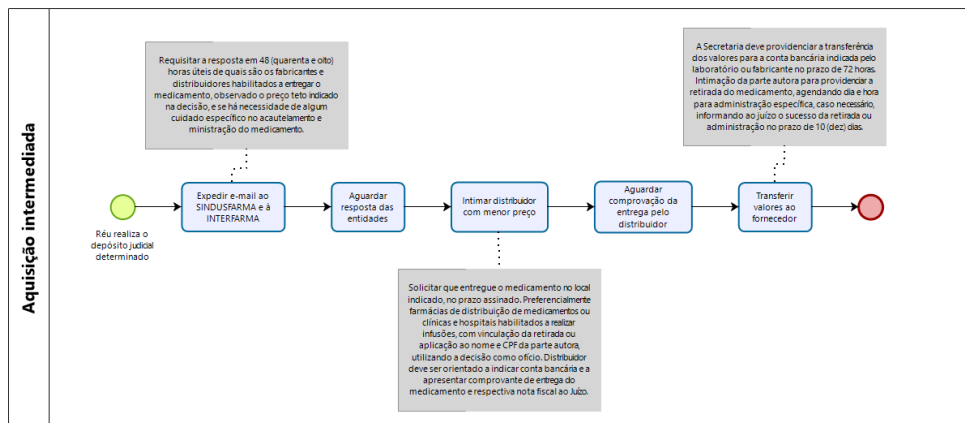 Aquisição intermediada
Requisitar a resposta em 48 (quarenta e oito)
horas úteis de quais são os fabricantes e
distribuidores habilitados a entregar o
medicamento, observado o preço teto indicado
na decisão, e se há necessidade de algum
cuidado específico no acautelamento e
ministração do medicamento.
A Secretaria deve providenciar a transferência
dos valores para a conta bancária indicada pelo
laboratório ou fabricante no prazo de 72 horas.
Intimação da parte autora para providenciar a
retirada do medicamento, agendando dia e
hora para administração específica, caso necessário,
informando ao juízo o sucesso da retirada ou
administração no prazo de 10 (dez) dias.
Réu realiza o
depósito judicial
determinado
Expedir e-mail ao
SINDUSFARMA e à
INTERFARMA
Aguardar
resposta das
entidades
Intimar distribuidor
com menor preço
Aguardar
comprovação da
entrega pelo
distribuidor
Transferir
valores ao
fornecedor
Solicitar que entregue o medicamento no local
indicado, no prazo assinado. Preferencialmente
farmácias de distribuição de medicamentos ou
clínicas e hospitais habilitados a realizar
infusões, com vinculação da retirada ou
aplicação ao nome e CPF da parte autora,
utilizando a decisão como ofício. Distribuidor
deve ser orientado a indicar conta bancária e a
apresentar comprovante de entrega do
medicamento e respectiva nota fiscal ao Juízo.